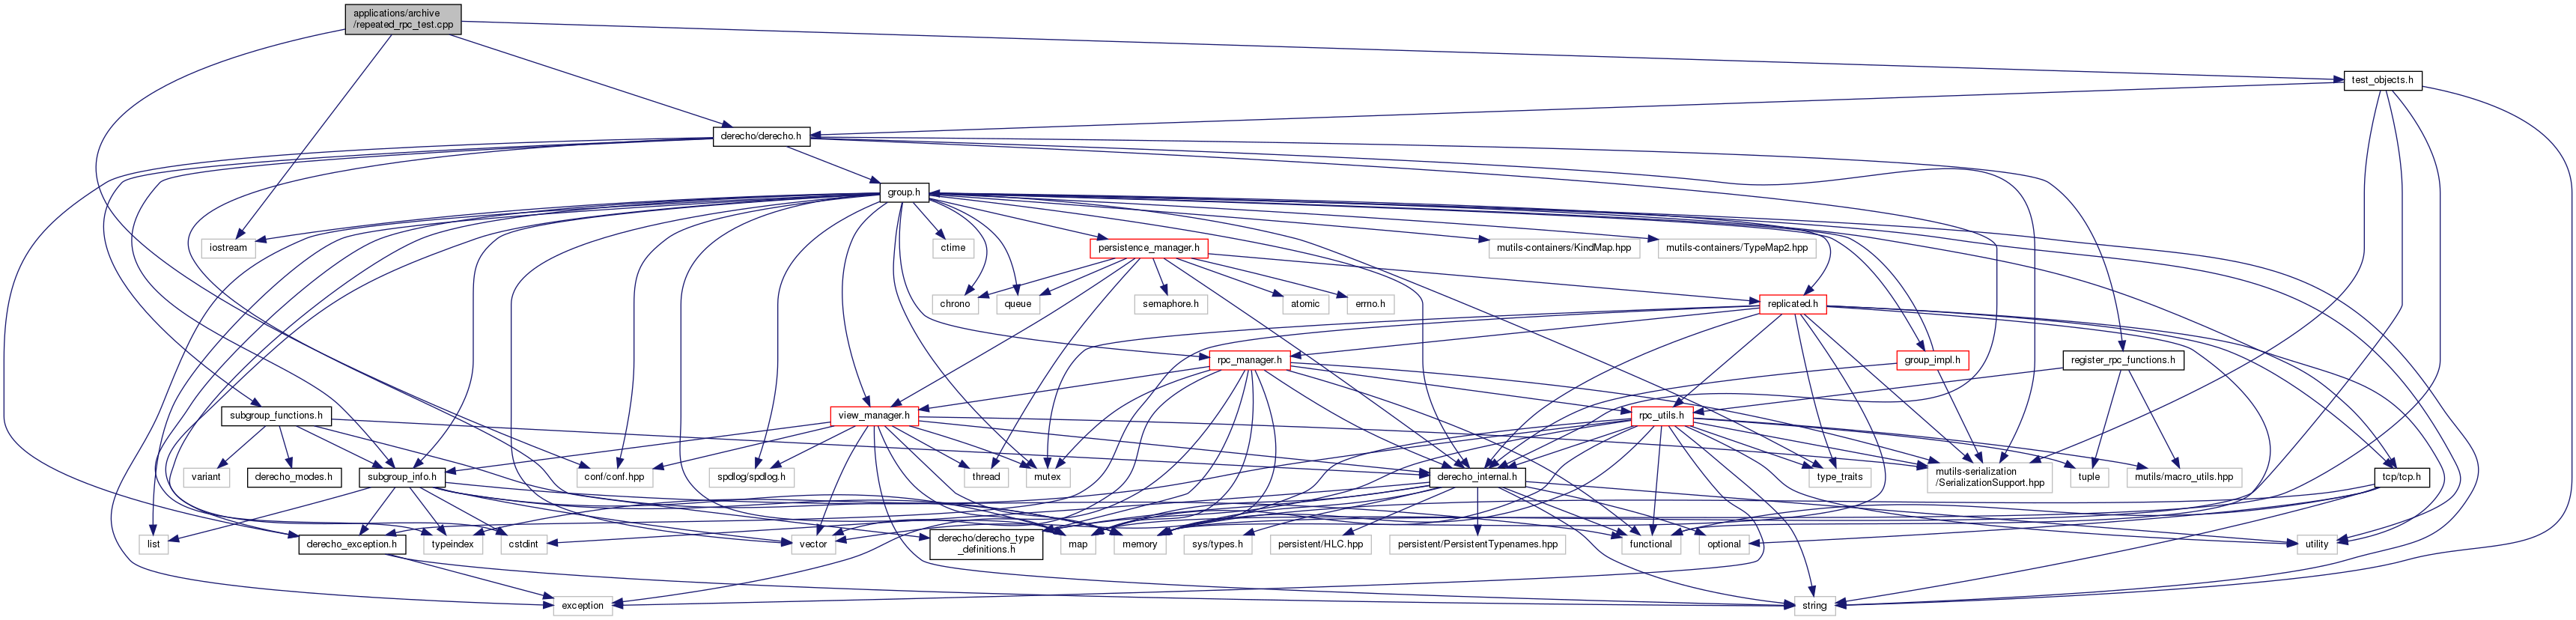 applications/archive
/repeated_rpc_test.cpp
test_objects.h
derecho/derecho.h
group.h
iostream
ctime
persistence_manager.h
mutils-containers/KindMap.hpp
mutils-containers/TypeMap2.hpp
chrono
queue
semaphore.h
atomic
errno.h
replicated.h
rpc_manager.h
group_impl.h
register_rpc_functions.h
subgroup_functions.h
view_manager.h
rpc_utils.h
variant
derecho_modes.h
subgroup_info.h
conf/conf.hpp
spdlog/spdlog.h
thread
mutex
derecho_internal.h
type_traits
mutils-serialization
/SerializationSupport.hpp
tuple
mutils/macro_utils.hpp
tcp/tcp.h
list
derecho_exception.h
typeindex
cstdint
vector
derecho/derecho_type
_definitions.h
map
memory
sys/types.h
persistent/HLC.hpp
persistent/PersistentTypenames.hpp
functional
optional
utility
exception
string